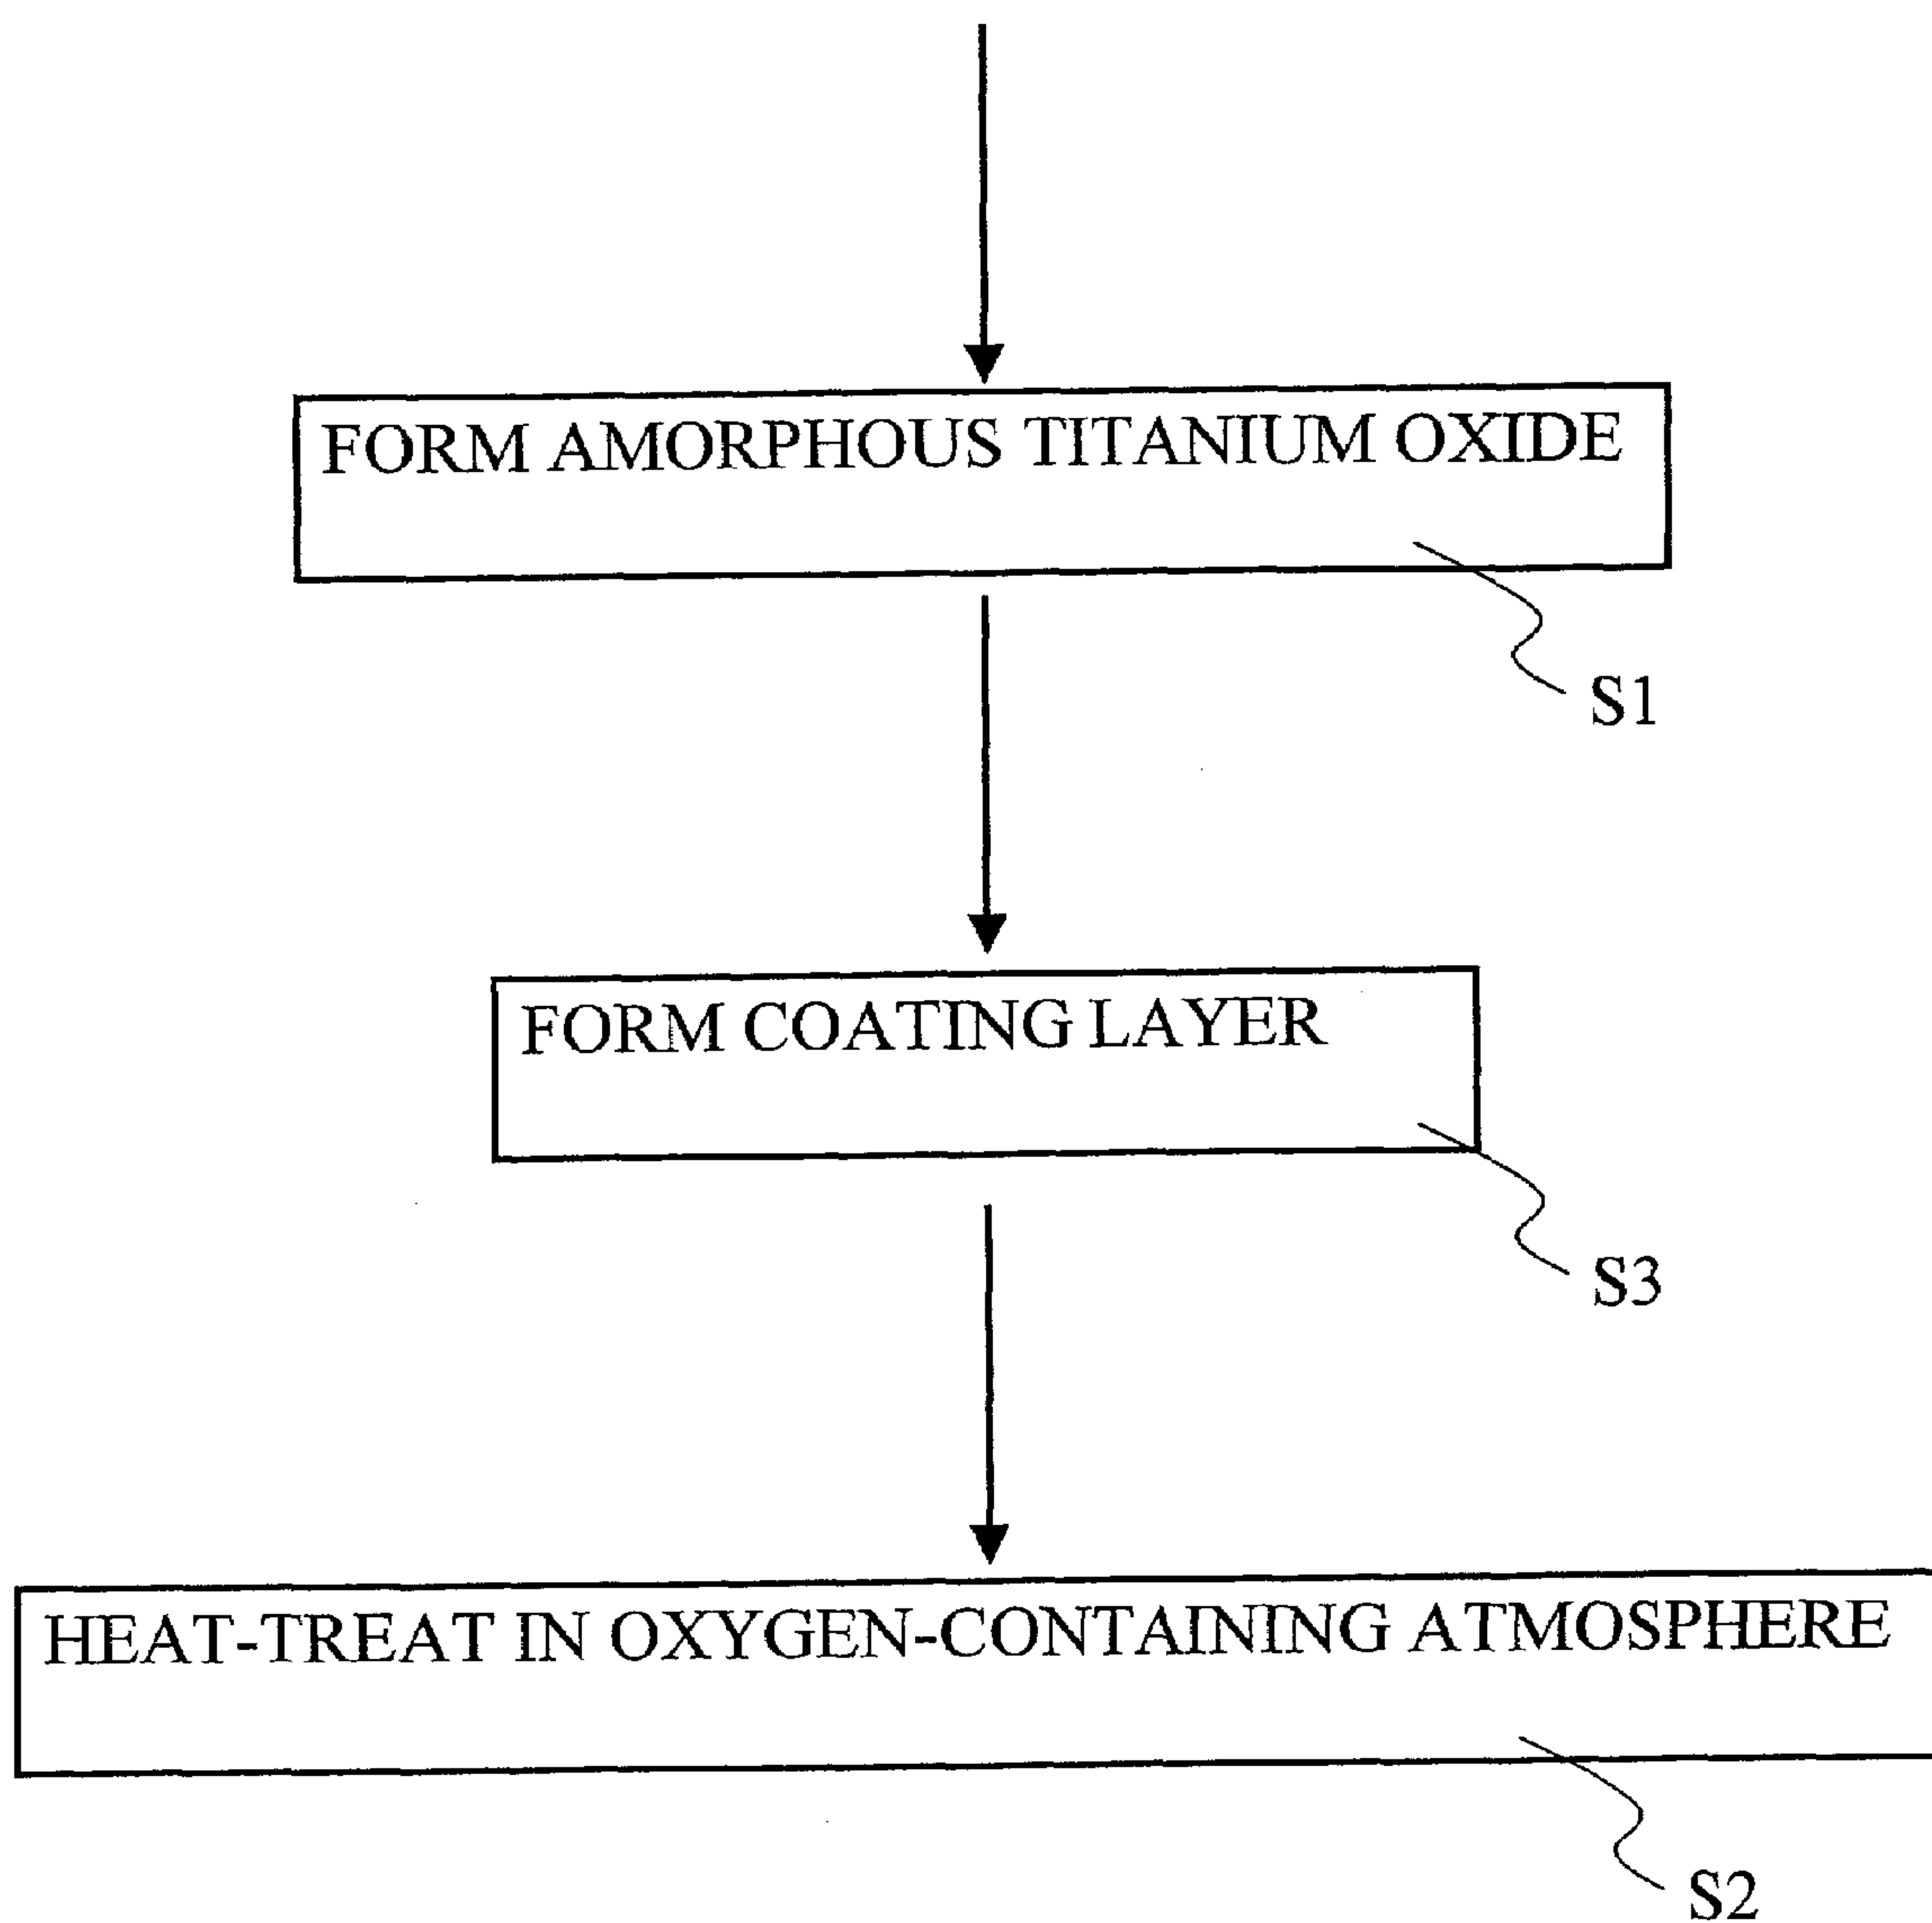 FORM AMORPHOUS TITANIUM OXIDE
S1
FORM COATING LAYER
S3
HEAT-TREAT IN OXYGEN-CONTAINING ATMOSPHERE
S2